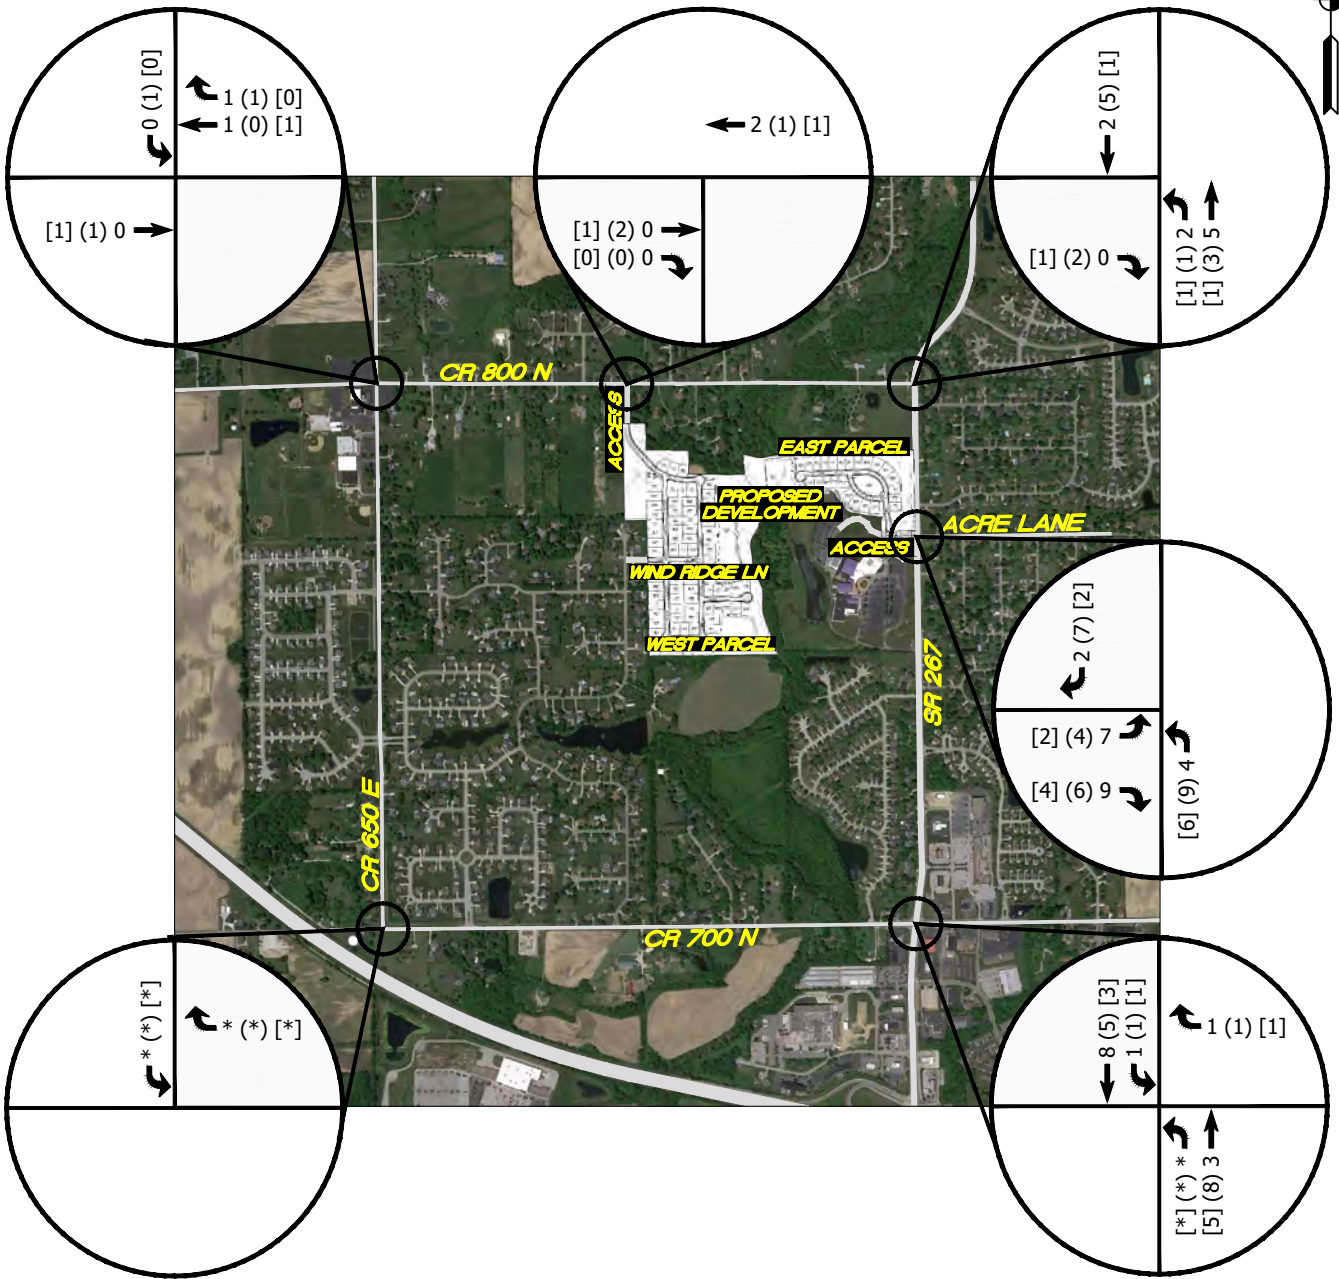 0 (1) [0]
1 (1) [0]
1 (0) [1]
[1] (1) 0
2 (1) [1]
[1] (2) 0
[0] (0) 0
2 (5) [1]
[1] (2) 0
[1] (1) 2
[1] (3) 5
CR 800 N
ACCESS
EAST PARCEL
PROPOSED
DEVELOPMENT
ACRE LANE
ACCESS
WIND RIDGE LN
WEST PARCEL
SR 267
2 (7) [2]
[2] (4) 7
[4] (6) 9
[6] (9) 4
CR 650 E
CR 700 N
* (*) [*]
* (*) [*]
8 (5) [3]
1 (1) [1]
1 (1) [1]
[*] (*) *
[5] (8) 3